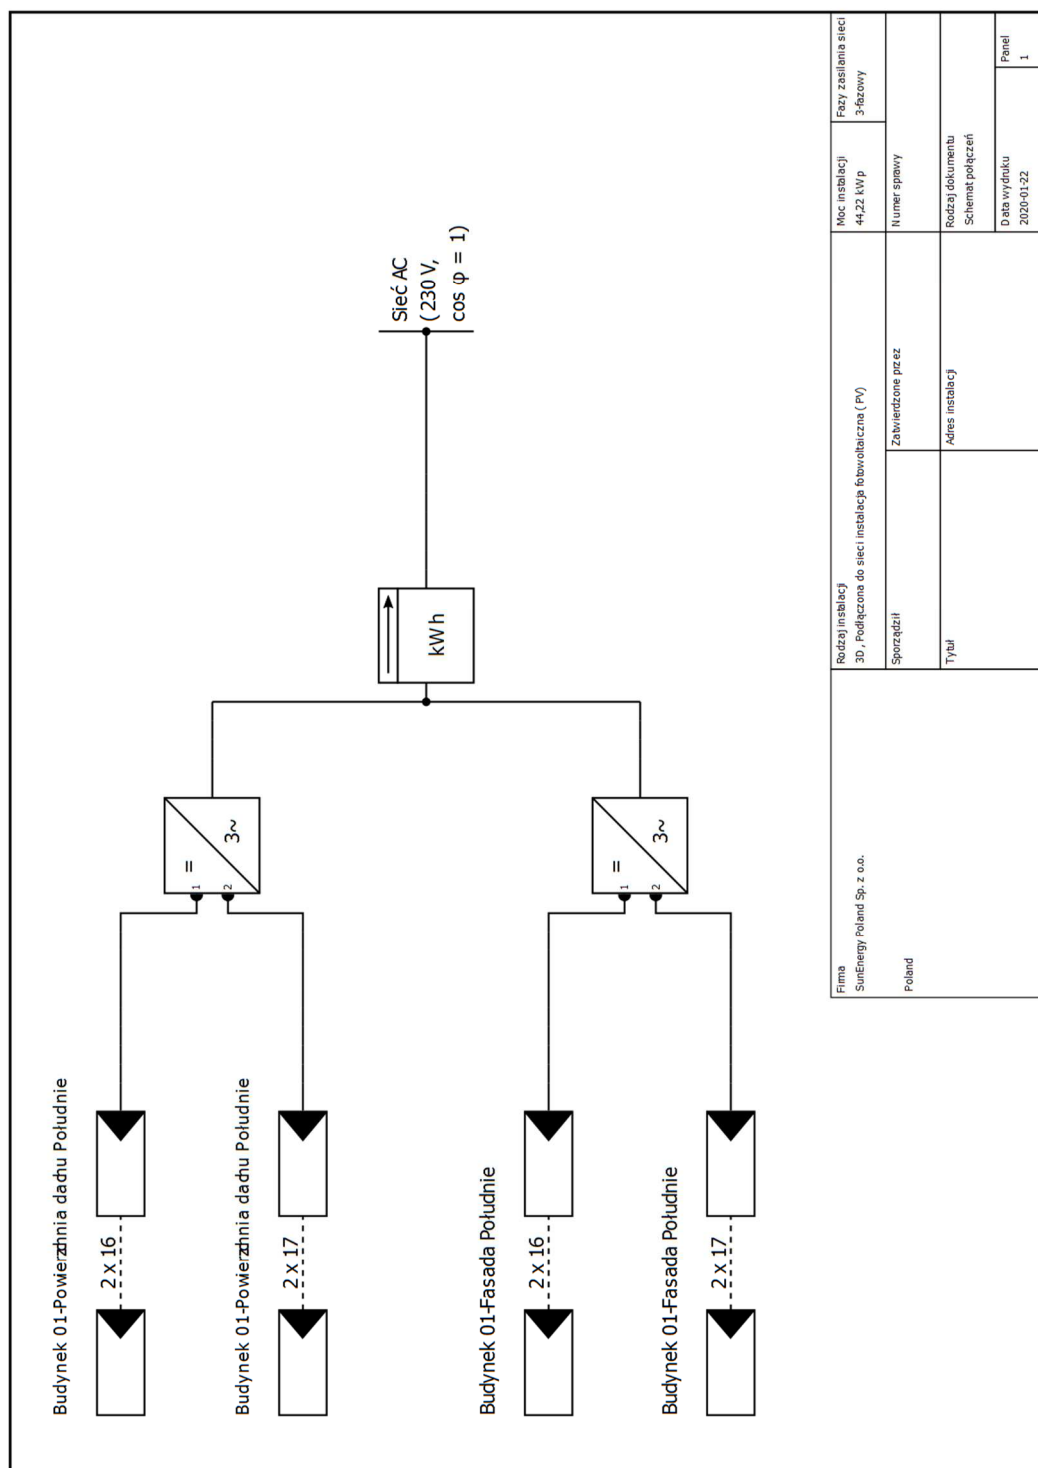 Budynek 01-Powierzchnia dachu Południe
2 x 16
Budynek 01-Powierzchnia dachu Południe
2 x 17
Budynek 01-Fasada Południe
2 x 16
Budynek 01-Fasada Południe
2 x 17
=
3~
1
2
=
3~
1
2
kWh
Sieć AC
(230 V,
cos φ = 1)
Firma
SunEnergy Poland Sp. z o.o.
Poland
Rodzaj instalacji
3D, Podłączona do sieci instalacja fotowoltaiczna (PV)
Moc instalacji
44,22 kWp
Fazy zasilania sieci
3-fazowy
Sporządził
Zatwierdzone przez
Numer sprawy
Tytuł
Adres instalacji
Rodzaj dokumentu
Schemat połączeń
Data wydruku
2020-01-22
Panel
1